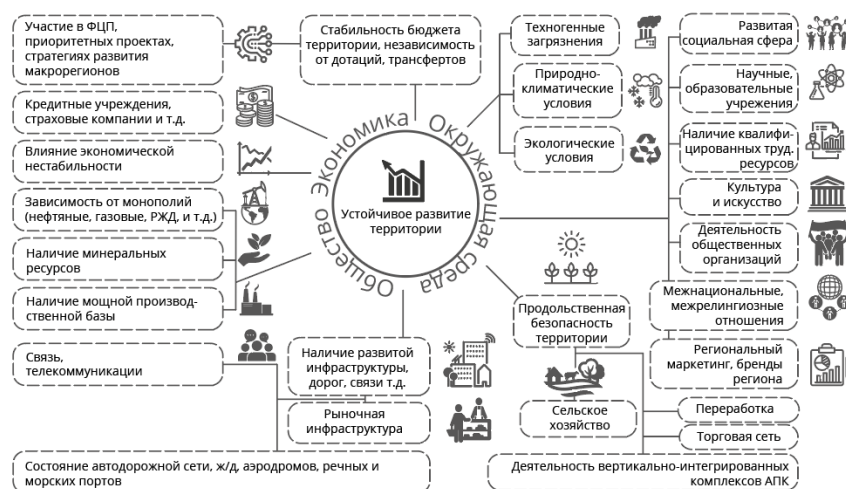 Участие в ФЦП,
приоритетных проектах,
стратегиях развития
макрорегионов
Кредитные учреждения,
страховые компании и т.д.
Влияние экономической
нестабильности
Зависимость от монополий
(нефтяные, газовые, РЖД, и т.д.)
Наличие минеральных
ресурсов
Наличие мощной производ-
ственной базы
Связь,
телекоммуникации
Состояние автодорожной сети, ж/д, аэродромов, речных и
морских портов
Стабильность бюджета
территории, независимость
от дотаций, трансфертов
Экономика
Окружающая среда
Общество
Устойчивое развитие
территории
Наличие развитой
инфраструктуры,
дорог, связи т.д.
Рыночная
инфраструктура
Техногенные
загрязнения
Природно-
климатические
условия
Экологические
условия
Продольственная
безопасность
территории
Сельское
хозяйство
Развитая
социальная сфера
Научные,
образовательные
учрежения
Наличие квалифи-
цированных труд.
ресурсов
Культура
и искусство
Деятельность
общественных
организаций
Межнациональные,
межрелингиозные
отношения
Региональный
маркетинг, бренды
региона
Переработка
Торговая сеть
Деятельность вертикально-интегрированных
комплексов АПК